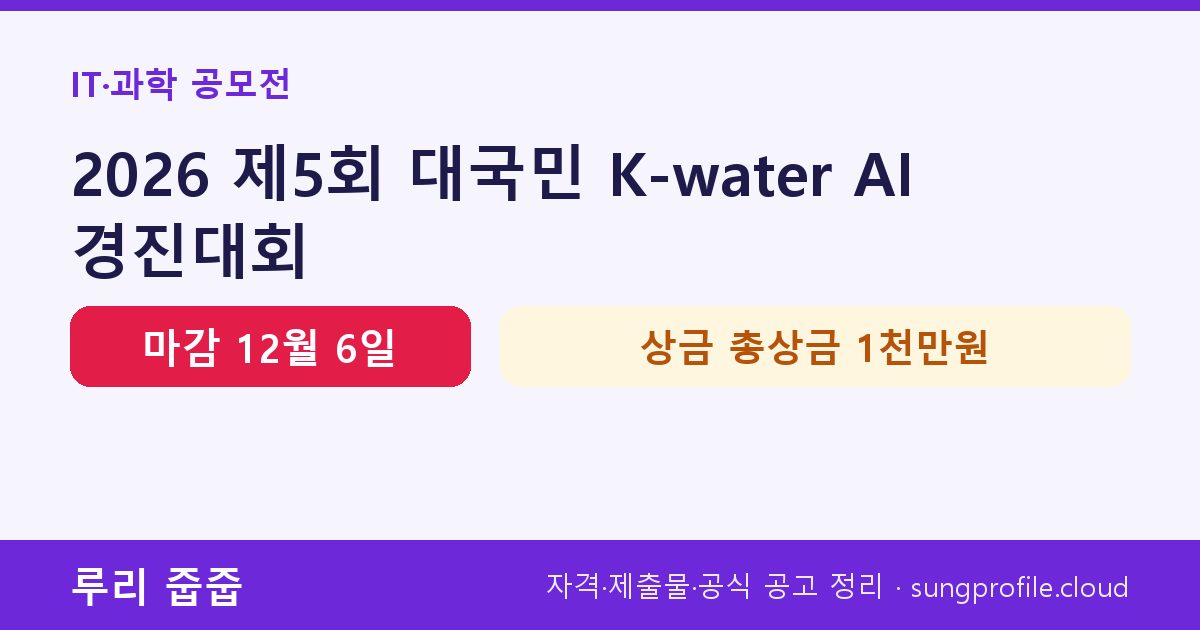 IT·과학 공모전
2026 제5회 대국민 K-water AI
경진대회
마감 12월 6일
상금 총상금 1천만원
루리 줍줍
자격·제출물·공식 공고 정리 · sungprofile.cloud